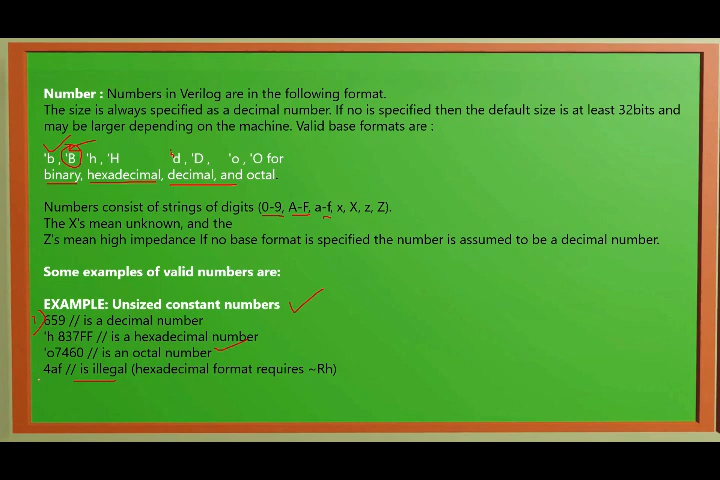 Number : Numbers in Verilog are in the following format.
The size is always specified as a decimal number. If no is specified then the default size is at least 32bits and
may be larger depending on the machine. Valid base formats are :
'b , 'B , 'h , 'H 'd , 'D , 'o , 'O for
binary, hexadecimal, decimal, and octal.
Numbers consist of strings of digits (0-9, A-F, a-f, x, X, z, Z).
The X's mean unknown, and the
Z's mean high impedance If no base format is specified the number is assumed to be a decimal number.
Some examples of valid numbers are:
EXAMPLE: Unsized constant numbers
1) 659 // is a decimal number
'h 837FF // is a hexadecimal number
'o7460 // is an octal number
4af // is illegal (hexadecimal format requires ~Rh)